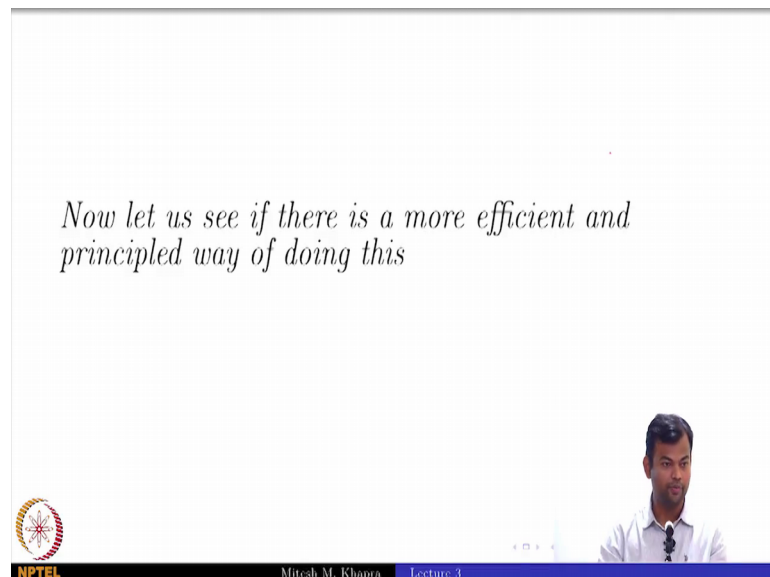 Now let us see if there is a more efficient and
principled way of doing this
NPTEL
Mitesh M. Khapra Lecture 3